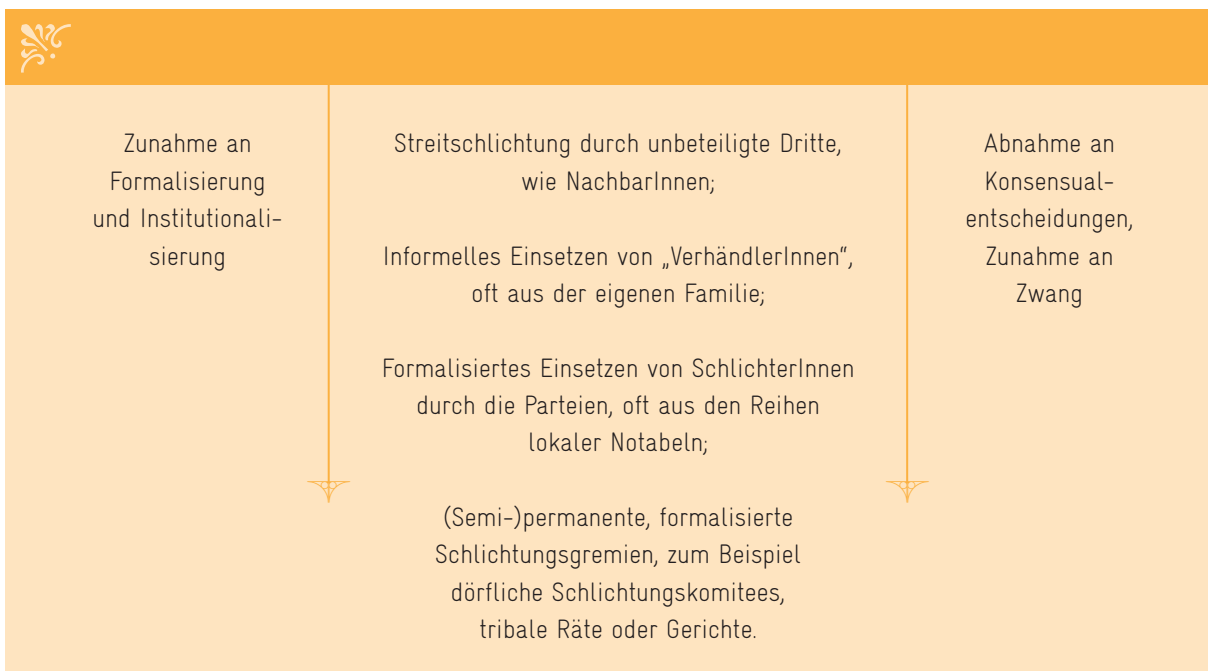 Zunahme an
Formalisierung
und Institutionali-
sierung
Streitschlichtung durch unbeteiligte Dritte,
wie NachbarInnen;
Informelles Einsetzen von „VerhändlerInnen“,
oft aus der eigenen Familie;
Formalisiertes Einsetzen von SchlichterInnen
durch die Parteien, oft aus den Reihen
lokaler Notabeln;
(Semi-)permanente, formalisierte
Schlichtungsgremien, zum Beispiel
dörfliche Schlichtungskomitees,
tribale Räte oder Gerichte.
Abnahme an
Konsensual-
entscheidungen,
Zunahme an
Zwang